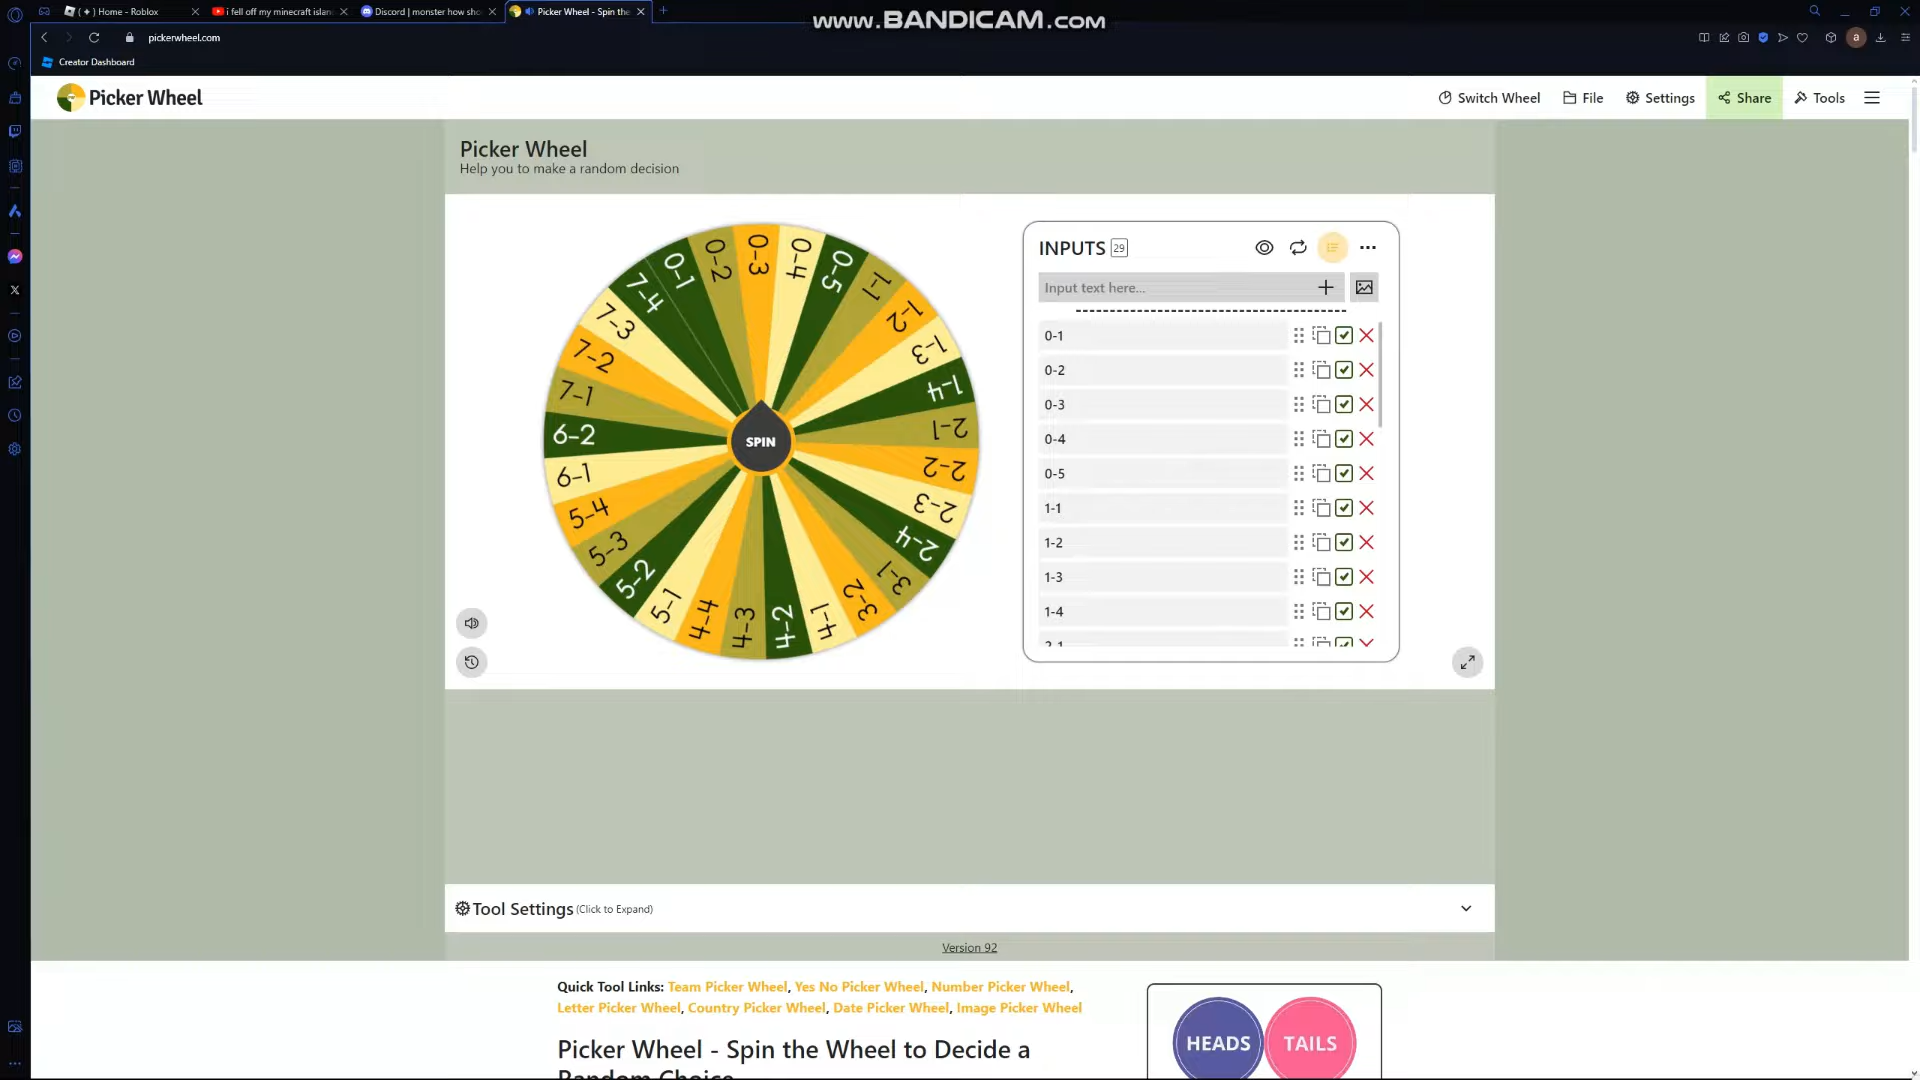 ( ✦ ) Home - Roblox
i fell off my minecraft islan
Discord | monster how sho
Picker Wheel - Spin the
www.BANDICAM.com
pickerwheel.com
a
Creator Dashboard
Picker Wheel
Switch Wheel
File
Settings
Share
Tools
Picker Wheel
Help you to make a random decision
0-1
0-2
0-3
0-4
0-5
1-1
1-2
1-3
1-4
2-1
2-2
2-3
2-4
3-1
3-2
4-1
4-2
4-3
4-4
5-1
5-2
5-3
5-4
6-1
6-2
7-1
7-2
7-3
7-4
SPIN
INPUTS 29
Input text here...
0-1
0-2
0-3
0-4
0-5
1-1
1-2
1-3
1-4
2-1
Tool Settings (Click to Expand)
Version 92
Quick Tool Links: Team Picker Wheel, Yes No Picker Wheel, Number Picker Wheel,
Letter Picker Wheel, Country Picker Wheel, Date Picker Wheel, Image Picker Wheel
Picker Wheel - Spin the Wheel to Decide a
Random Choice
HEADS
TAILS